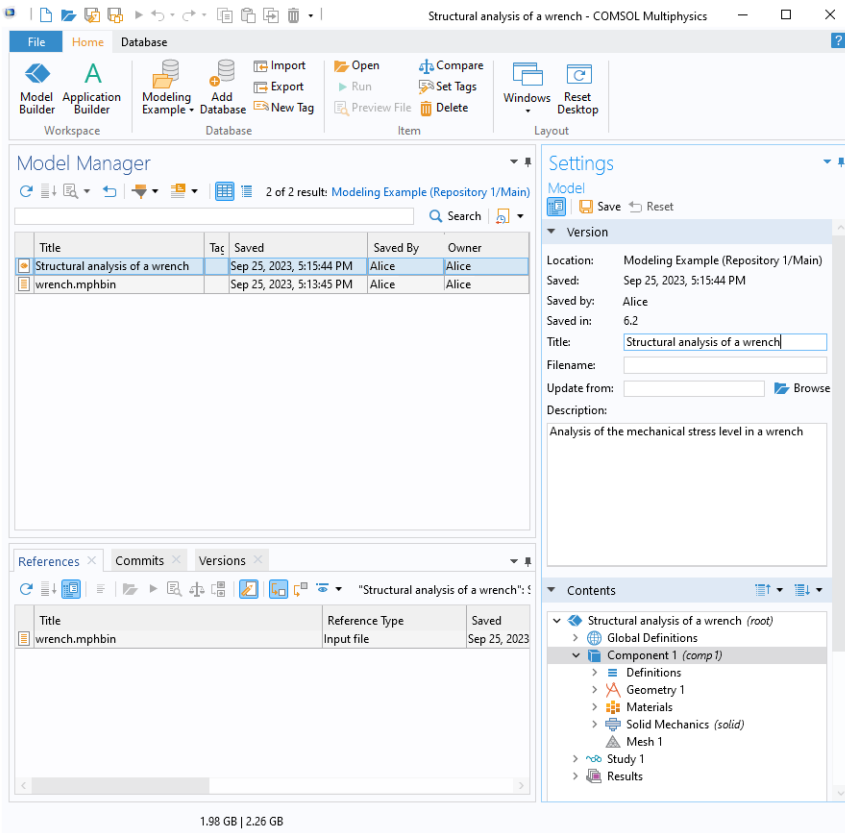 Structural analysis of a wrench - COMSOL Multiphysics
File Home Database ?
Model Builder
Application Builder
Workspace
Modeling Example
Add Database
Import
Export
New Tag
Database
Open
Run
Preview File
Compare
Set Tags
Delete
Item
Windows
Reset Desktop
Layout
Model Manager
2 of 2 result: Modeling Example (Repository 1/Main)
Search
Title Tag Saved Saved By Owner
Structural analysis of a wrench Sep 25, 2023, 5:15:44 PM Alice Alice
wrench.mphbin Sep 25, 2023, 5:13:45 PM Alice Alice
References Commits Versions
"Structural analysis of a wrench": S
Title Reference Type Saved
wrench.mphbin Input file Sep 25, 2023
Settings
Model
Save Reset
Version
Location: Modeling Example (Repository 1/Main)
Saved: Sep 25, 2023, 5:15:44 PM
Saved by: Alice
Saved in: 6.2
Title: Structural analysis of a wrench
Filename:
Update from: Browse
Description:
Analysis of the mechanical stress level in a wrench
Contents
Structural analysis of a wrench (root)
Global Definitions
Component 1 (comp1)
Definitions
Geometry 1
Materials
Solid Mechanics (solid)
Mesh 1
Study 1
Results
1.98 GB | 2.26 GB